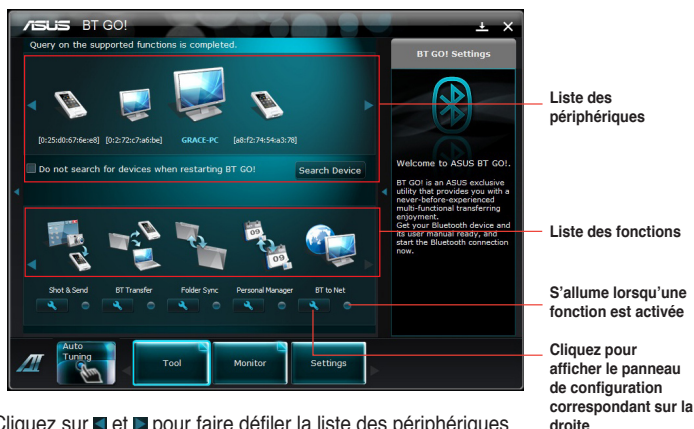 ASUS BT GO!
Query on the supported functions is completed.
BT GO! Settings
[0:25:d0:67:6e:e8] [0:2:72:c7:a6:be] GRACE-PC [a8:f2:74:54:a3:78]
Do not search for devices when restarting BT GO! Search Device
Welcome to ASUS BT GO!.
BT GO! is an ASUS exclusive
utility that provides you with a
never-before-experienced
multi-functional transferring
enjoyment.
Get your Bluetooth device and
its user manual ready, and
start the Bluetooth connection
now.
09
09
Shot & Send BT Transfer Folder Sync Personal Manager BT to Net
Auto
Tuning
Tool Monitor Settings
Liste des
périphériques
Liste des fonctions
S'allume lorsqu'une
fonction est activée
Cliquez pour
afficher le panneau
de configuration
correspondant sur la
droite
Cliquez sur et pour faire défiler la liste des périphériques